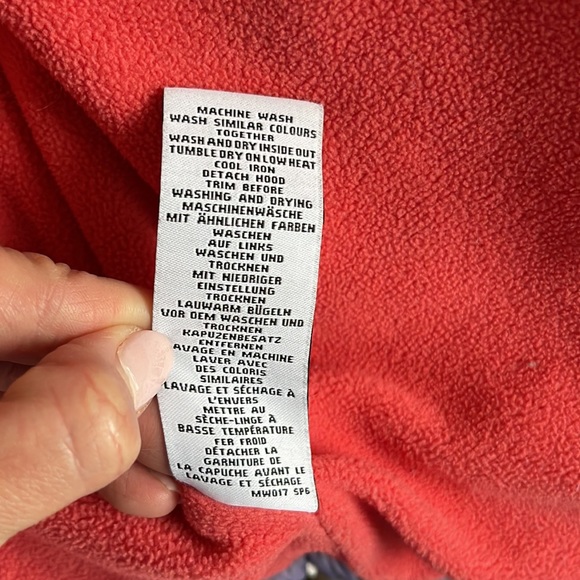 MACHINE WASH
WASH SIMILAR COLOURS
TOGETHER
WASH AND DRY INSIDE OUT
TUMBLE DRY ON LOW HEAT
COOL IRON
DETACH HOOD
TRIM BEFORE
WASHING AND DRYING
MASCHINENWÄSCHE
MIT ÄHNLICHEN FARBEN
WASCHEN
AUF LINKS
WASCHEN UND
TROCKNEN
MIT NIEDRIGER
EINSTELLUNG
TROCKNEN
LAUWARM BÜGELN
VOR DEM WASCHEN UND
TROCKNEN
KAPUZENBESATZ
ENTFERNEN
AVAGE EN MACHINE
LAVER AVEC
DES COLORIS
SIMILAIRES
LAVAGE ET SÉCHAGE À
L'ENVERS
METTRE AU
SÈCHE-LINGE À
BASSE TEMPÉRATURE
FER FROID
DÉTACHER LA
GARNITURE DE
LA CAPUCHE AVANT LE
LAVAGE ET SÉCHAGE
MW017 SP6